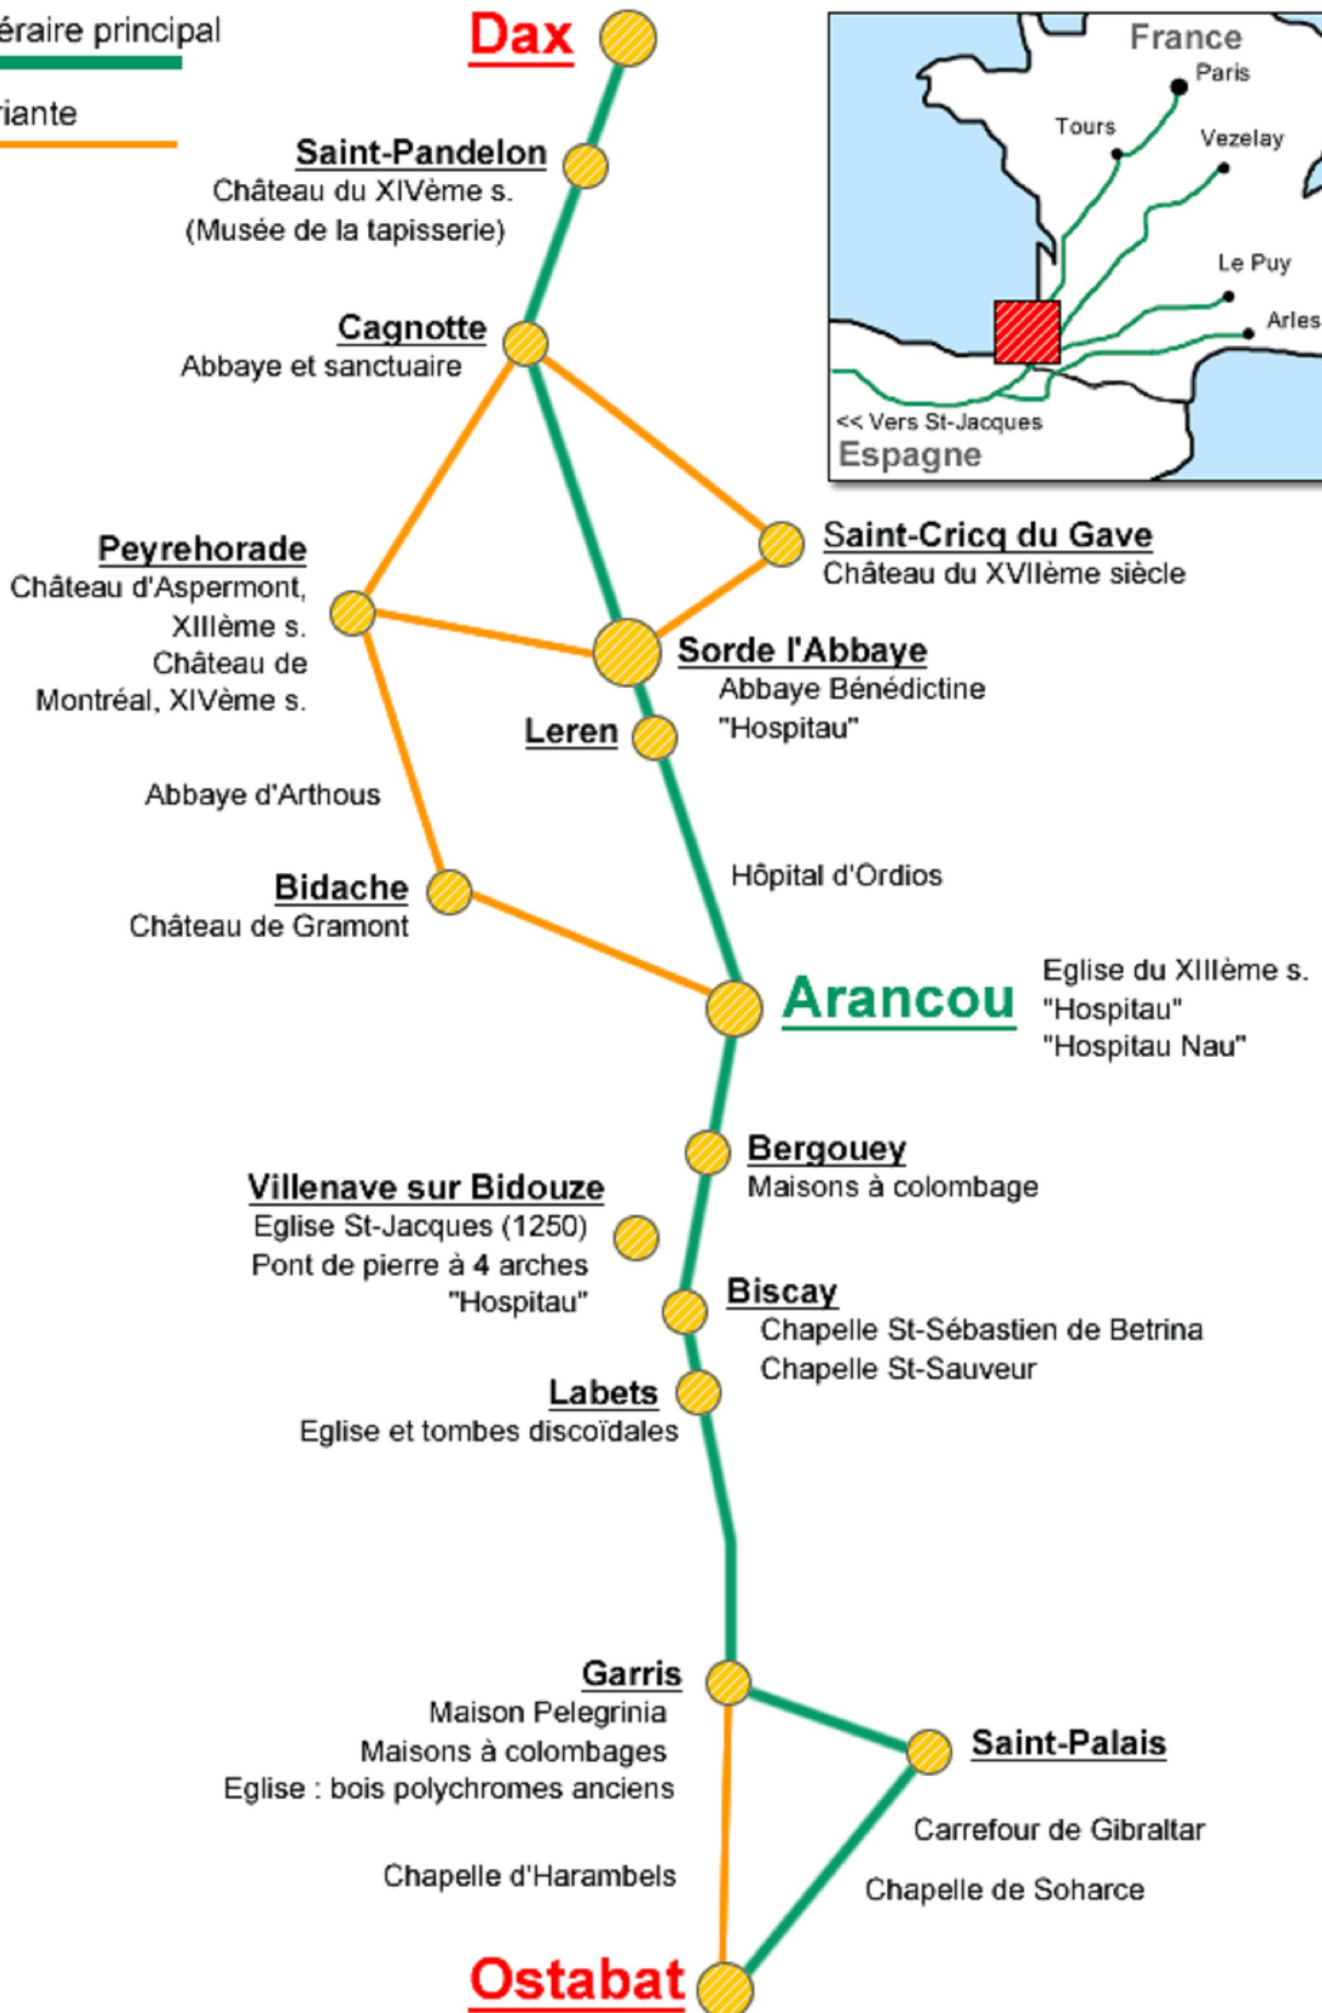 éraire principal
riante
Dax
France
Paris
Tours
Vezelay
Le Puy
Arles
<< Vers St-Jacques
Espagne
Saint-Pandelon
Château du XIVème s.
(Musée de la tapisserie)
Cagnotte
Abbaye et sanctuaire
Saint-Cricq du Gave
Château du XVIIème siècle
Peyrehorade
Château d'Aspermont,
XIIIème s.
Château de
Montréal, XIVème s.
Sorde l'Abbaye
Abbaye Bénédictine
"Hospitau"
Leren
Abbaye d'Arthous
Hôpital d'Ordios
Bidache
Château de Gramont
Arancou
Eglise du XIIIème s.
"Hospitau"
"Hospitau Nau"
Bergouey
Maisons à colombage
Villenave sur Bidouze
Eglise St-Jacques (1250)
Pont de pierre à 4 arches
"Hospitau"
Biscay
Chapelle St-Sébastien de Betrina
Chapelle St-Sauveur
Labets
Eglise et tombes discoïdales
Garris
Maison Pelegrinia
Maisons à colombages
Eglise : bois polychromes anciens
Saint-Palais
Carrefour de Gibraltar
Chapelle d'Harambels
Chapelle de Soharce
Ostabat